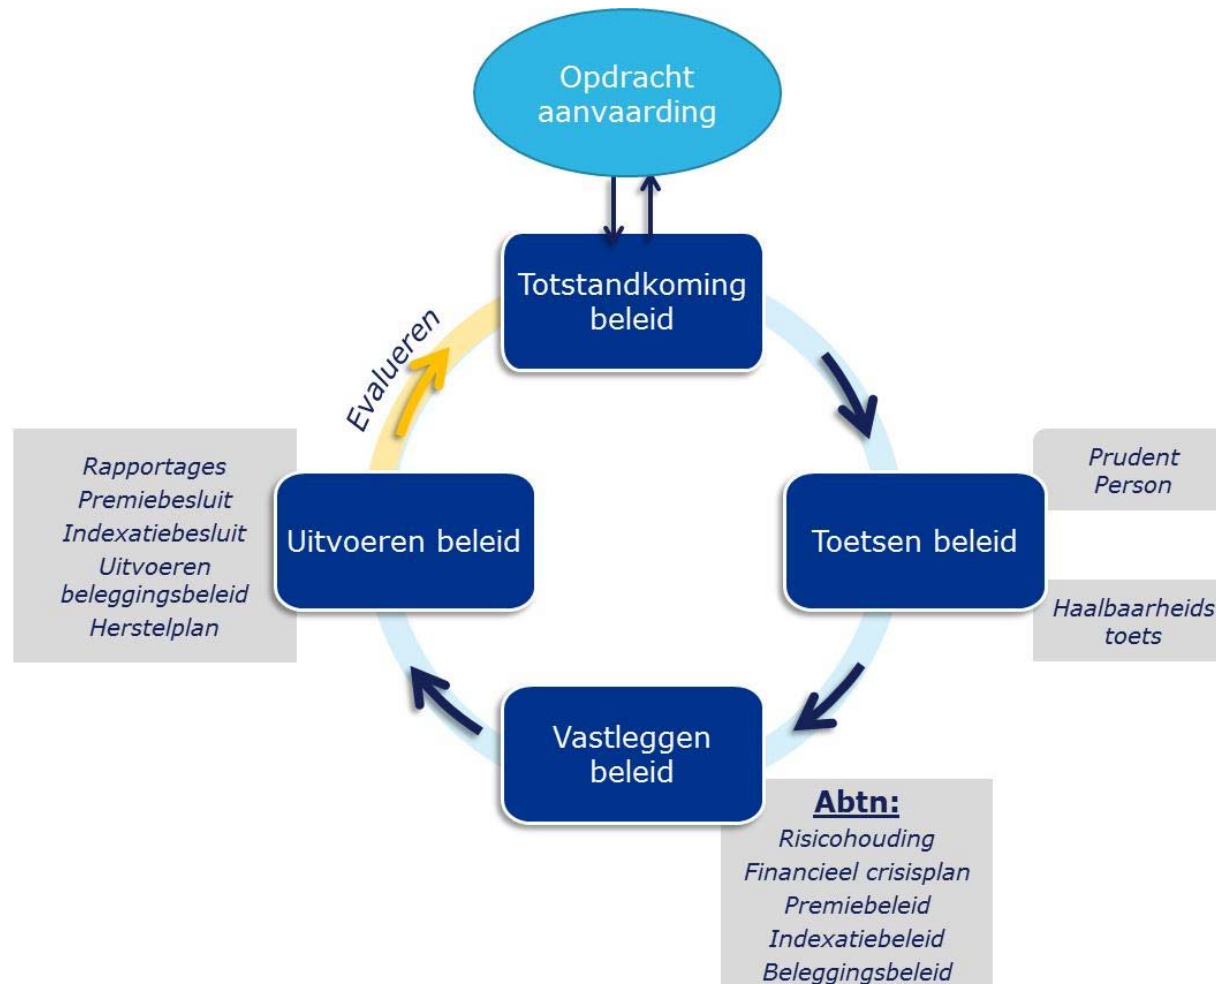 Opdracht
aanvaarding
Totstandkoming
beleid
Evalueren
Rapportages
Premiebesluit
Indexatiebesluit
Uitvoeren
beleggingsbeleid
Herstelplan
Uitvoeren beleid
Toetsen beleid
Prudent
Person
Haalbaarheids
toets
Vastleggen
beleid
Abtn:
Risicohouding
Financieel crisisplan
Premiebeleid
Indexatiebeleid
Beleggingsbeleid